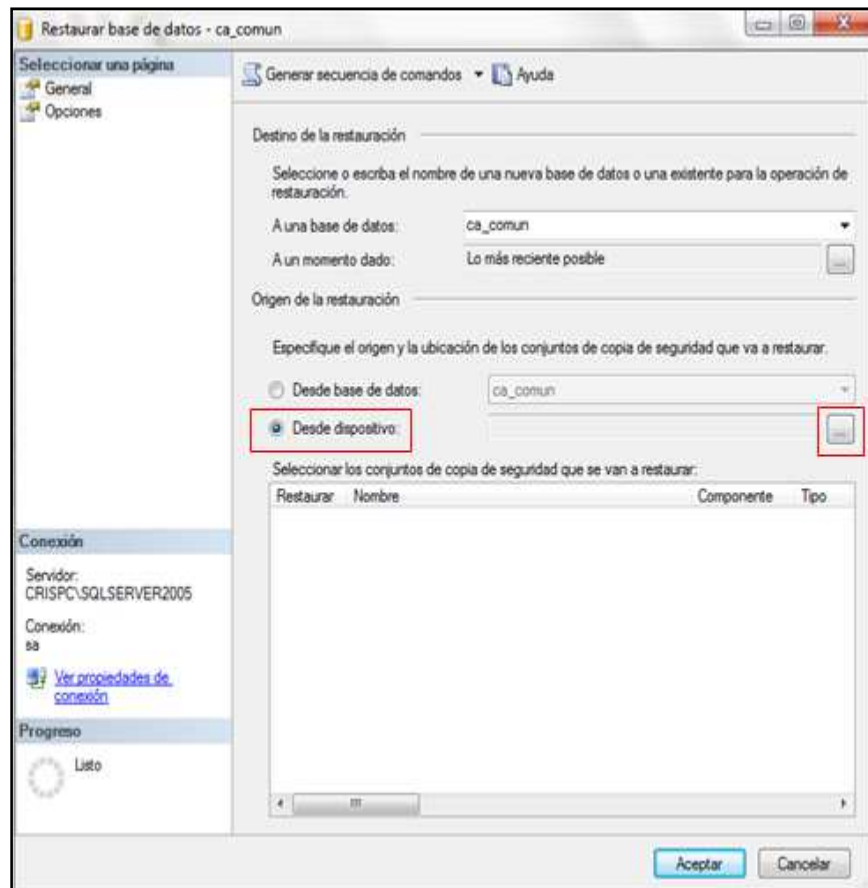 Restaurar base de datos - ca_comun
Seleccionar una página
General
Opciones
Generar secuencia de comandos
Ayuda
Destino de la restauración
Seleccione o escriba el nombre de una nueva base de datos o una existente para la operación de
restauración.
A una base de datos: ca_comun
A un momento dado: Lo más reciente posible
...
Origen de la restauración
Especifique el origen y la ubicación de los conjuntos de copia de seguridad que va a restaurar.
Desde base de datos: ca_comun
Desde dispositivo: ...
Seleccionar los conjuntos de copia de seguridad que se van a restaurar:
Restaurar Nombre Componente Tipo
Conexión
Servidor:
CRISPC\SQLSERVER2005
Conexión:
sa
Ver propiedades de
conexión
Progreso
Listo
Aceptar Cancelar